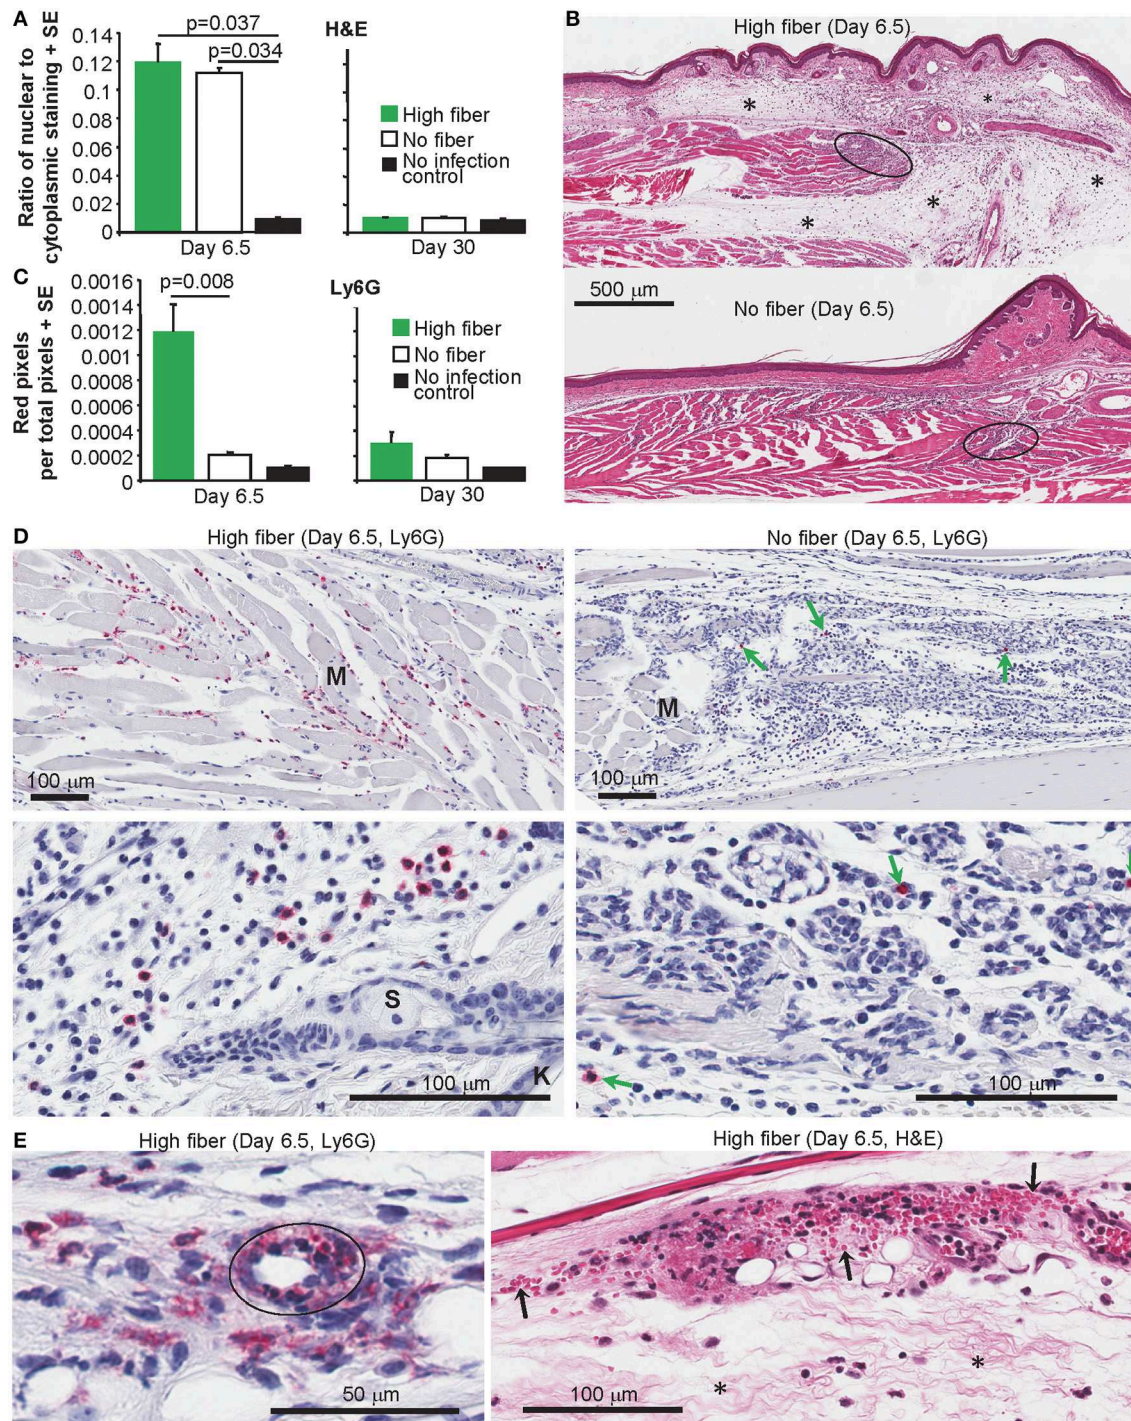 A
Ratio of nuclear to
cytoplasmic staining + SE
0.14
0.12
0.1
0.08
0.06
0.04
0.02
0
p=0.037
p=0.034
Day 6.5
H&E
High fiber
No fiber
No infection
control
Day 30
B
High fiber (Day 6.5)
*
*
*
*
*
500 μm
No fiber (Day 6.5)
C
Red pixels
per total pixels + SE
0.0016
0.0014
0.0012
0.001
0.0008
0.0006
0.0004
0.0002
0
p=0.008
Day 6.5
Ly6G
High fiber
No fiber
No infection
control
Day 30
D
High fiber (Day 6.5, Ly6G)
M
100 μm
No fiber (Day 6.5, Ly6G)
M
100 μm
S
K
100 μm
100 μm
E
High fiber (Day 6.5, Ly6G)
50 μm
High fiber (Day 6.5, H&E)
*
*
100 μm